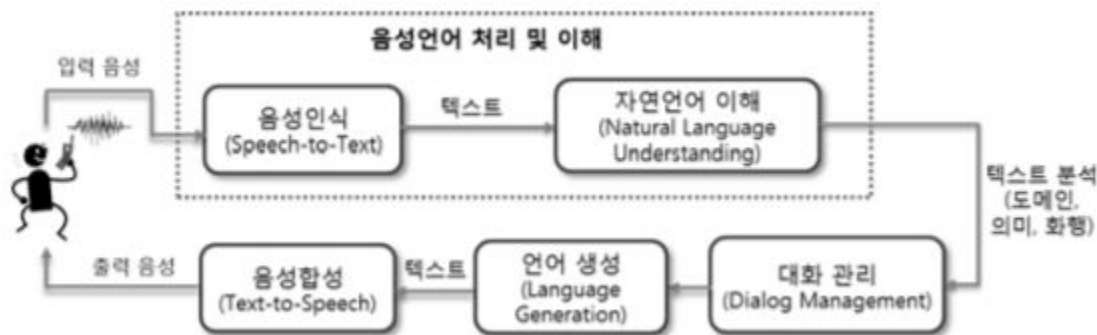 음성언어 처리 및 이해
입력 음성
음성인식
(Speech-to-Text)
텍스트
자연언어 이해
(Natural Language
Understanding)
텍스트 분석
(도메인,
의미, 화행)
대화 관리
(Dialog Management)
언어 생성
(Language
Generation)
텍스트
음성합성
(Text-to-Speech)
출력 음성